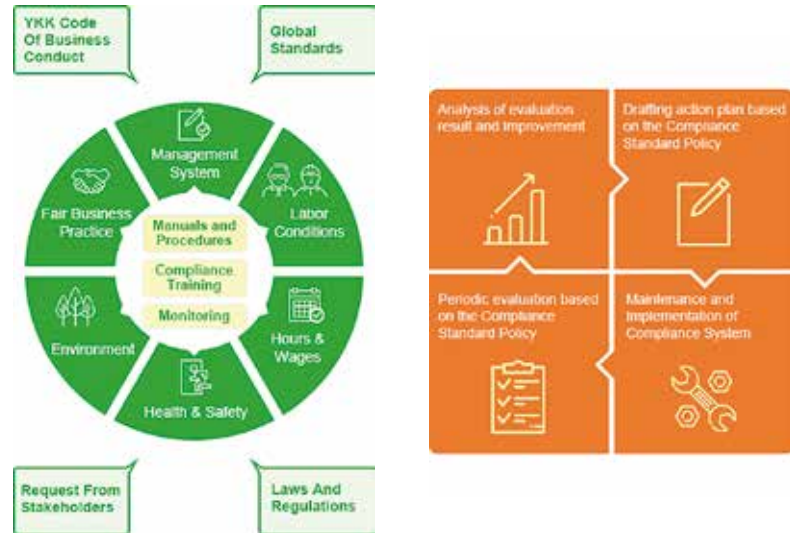 YKK Code
Of Business
Conduct
Global
Standards
Management
System
Fair Business
Practice
Labor
Conditions
Manuals and
Procedures
Compliance
Training
Monitoring
Environment
Hours &
Wages
Health & Safety
Request From
Stakeholders
Laws And
Regulations
Analysis of evaluation
result and Improvement
Drafting action plan based
on the Compliance
Standard Policy
Periodic evaluation based
on the Compliance
Standard Policy
Maintenance and
Implementation of
Compliance System